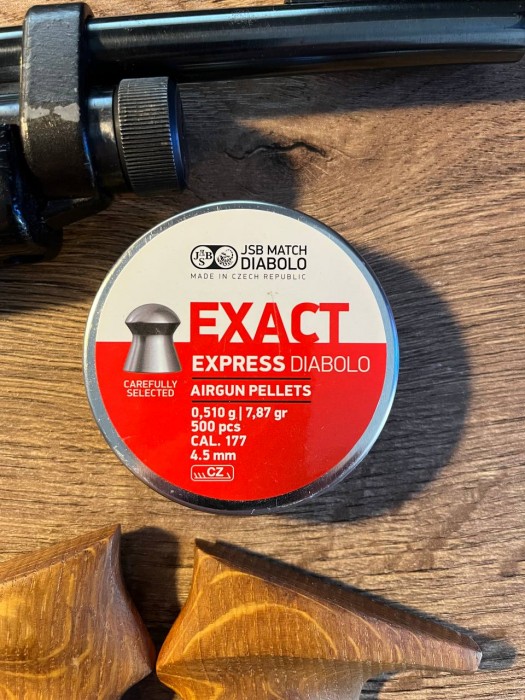 JSB
JSB MATCH
DIABOLO
MADE IN CZECH REPUBLIC
EXACT
EXPRESS DIABOLO
CAREFULLY
SELECTED
AIRGUN PELLETS
0,510 g | 7,87 gr
500 pcs
CAL. 177
4.5 mm
CZ